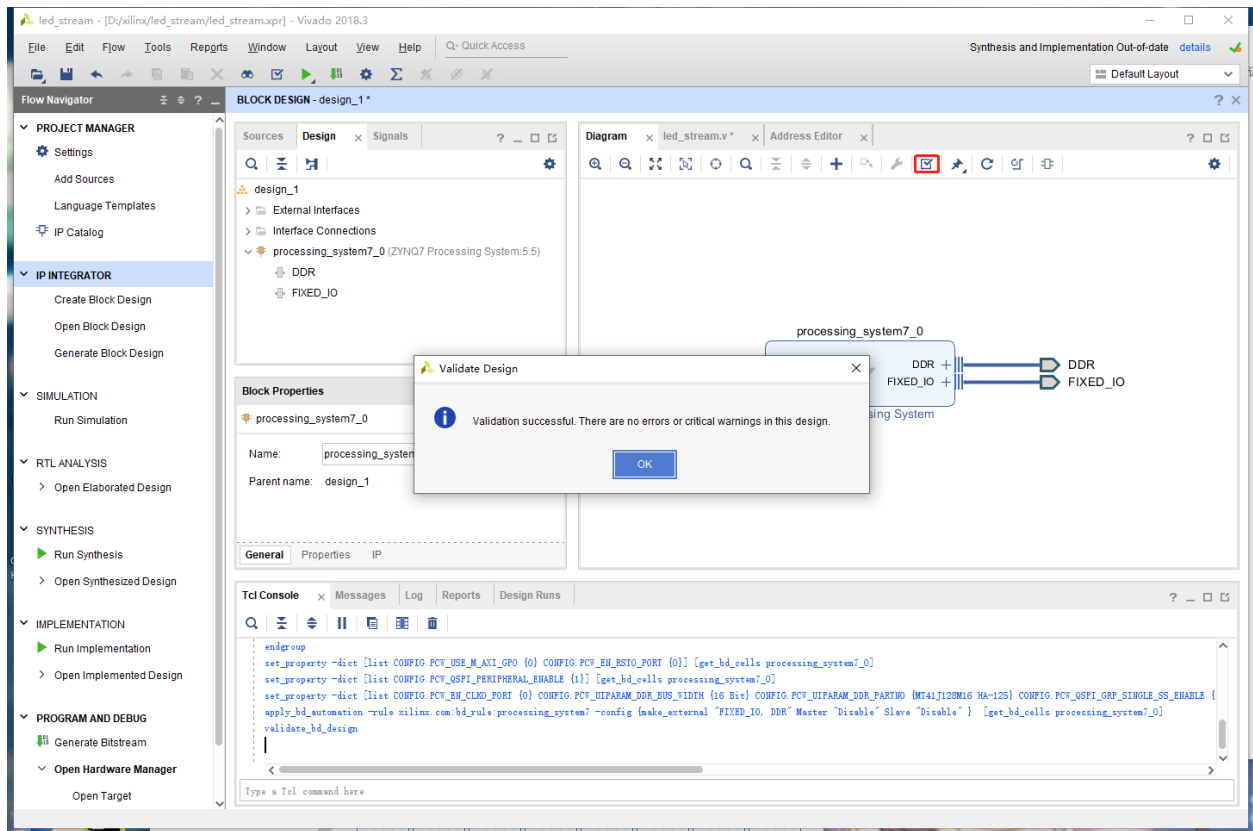 led_stream - [D:/xilinx/led_stream/led_stream.xpr] - Vivado 2018.3
File Edit Flow Tools Reports Window Layout View Help Q- Quick Access
Synthesis and Implementation Out-of-date details
Default Layout
Flow Navigator
PROJECT MANAGER
Settings
Add Sources
Language Templates
IP Catalog
IP INTEGRATOR
Create Block Design
Open Block Design
Generate Block Design
SIMULATION
Run Simulation
RTL ANALYSIS
Open Elaborated Design
SYNTHESIS
Run Synthesis
Open Synthesized Design
IMPLEMENTATION
Run Implementation
Open Implemented Design
PROGRAM AND DEBUG
Generate Bitstream
Open Hardware Manager
Open Target
BLOCK DESIGN - design_1 *
Sources Design Signals
design_1
External Interfaces
Interface Connections
processing_system7_0 (ZYNQ7 Processing System:5.5)
DDR
FIXED_IO
Block Properties
processing_system7_0
Name: processing_system
Parent name: design_1
General Properties IP
Diagram led_stream.v * Address Editor
processing_system7_0
DDR
FIXED_IO
DDR
FIXED_IO
sing System
Validate Design
Validation successful. There are no errors or critical warnings in this design.
OK
Tcl Console Messages Log Reports Design Runs
endgroup
set_property -dict [list CONFIG.PCW_USE_M_AXI_GP0 {0} CONFIG.PCW_EN_RST0_PORT {0}] [get_bd_cells processing_system7_0]
set_property -dict [list CONFIG.PCW_QSPI_PERIPHERAL_ENABLE {1}] [get_bd_cells processing_system7_0]
set_property -dict [list CONFIG.PCW_EN_CLK0_PORT {0} CONFIG.PCW_UIPARAM_DDR_BUS_WIDTH {16 Bit} CONFIG.PCW_UIPARAM_DDR_PARTNO {MT41J128M16 HA-125} CONFIG.PCW_QSPI_GRP_SINGLE_SS_ENABLE {
apply_bd_automation -rule xilinx.com:bd_rule:processing_system7 -config {make_external "FIXED_IO, DDR" Master "Disable" Slave "Disable" } [get_bd_cells processing_system7_0]
validate_bd_design
Type a Tcl command here